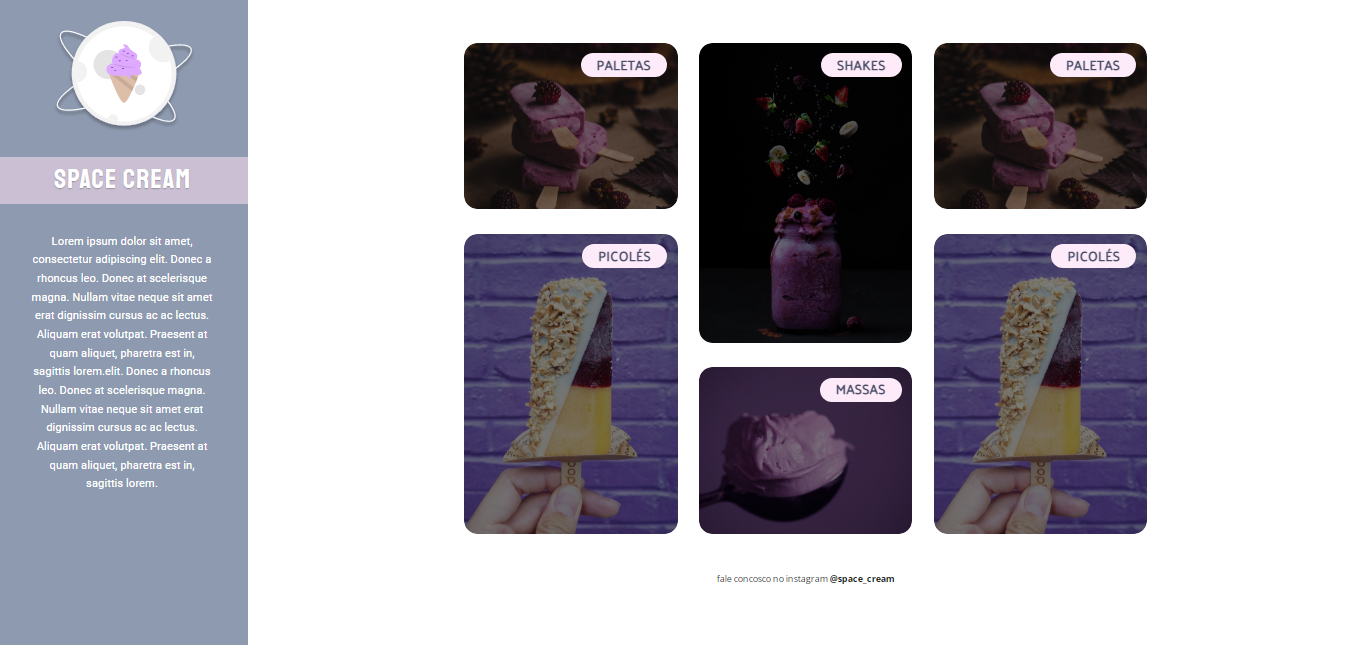 SPACE CREAM
Lorem ipsum dolor sit amet,
consectetur adipiscing elit. Donec a
rhoncus leo. Donec at scelerisque
magna. Nullam vitae neque sit amet
erat dignissim cursus ac ac lectus.
Aliquam erat volutpat. Praesent at
quam aliquet, pharetra est in,
sagittis lorem.elit. Donec a rhoncus
leo. Donec at scelerisque magna.
Nullam vitae neque sit amet erat
dignissim cursus ac ac lectus.
Aliquam erat volutpat. Praesent at
quam aliquet, pharetra est in,
sagittis lorem.
PALETAS
SHAKES
PALETAS
PICOLÉS
PICOLÉS
MASSAS
fale concosco no instagram @space_cream